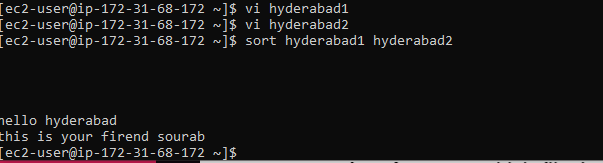 [ec2-user@ip-172-31-68-172 ~]$ vi hyderabad1
[ec2-user@ip-172-31-68-172 ~]$ vi hyderabad2
[ec2-user@ip-172-31-68-172 ~]$ sort hyderabad1 hyderabad2
hello hyderabad
this is your firend sourab
[ec2-user@ip-172-31-68-172 ~]$